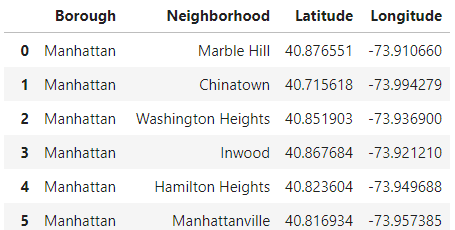 Borough Neighborhood Latitude Longitude
0 Manhattan Marble Hill 40.876551 -73.910660
1 Manhattan Chinatown 40.715618 -73.994279
2 Manhattan Washington Heights 40.851903 -73.936900
3 Manhattan Inwood 40.867684 -73.921210
4 Manhattan Hamilton Heights 40.823604 -73.949688
5 Manhattan Manhattanville 40.816934 -73.957385